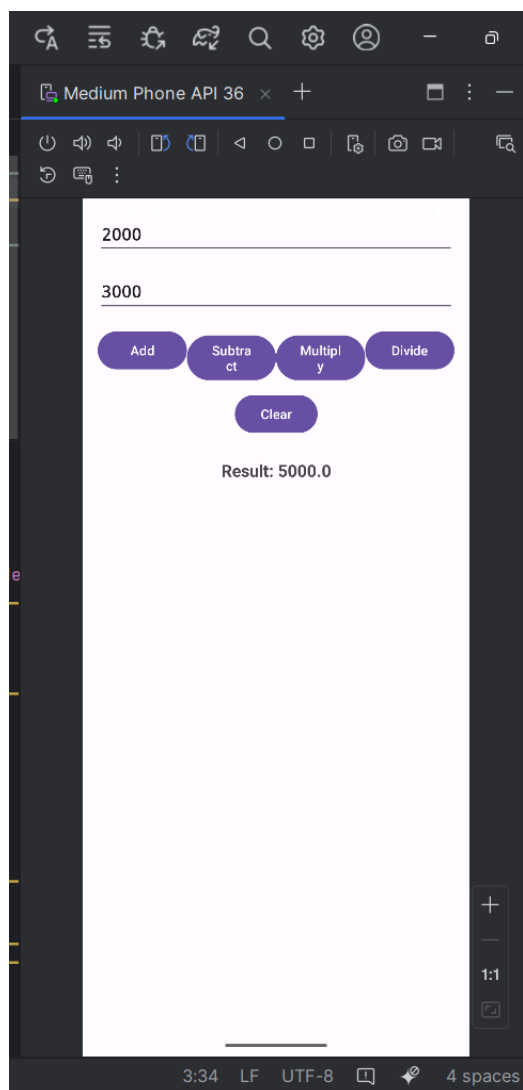 Medium Phone API 36
2000
3000
Add
Subtra
ct
Multipl
y
Divide
Clear
Result: 5000.0
e
1:1
3:34 LF UTF-8 4 spaces